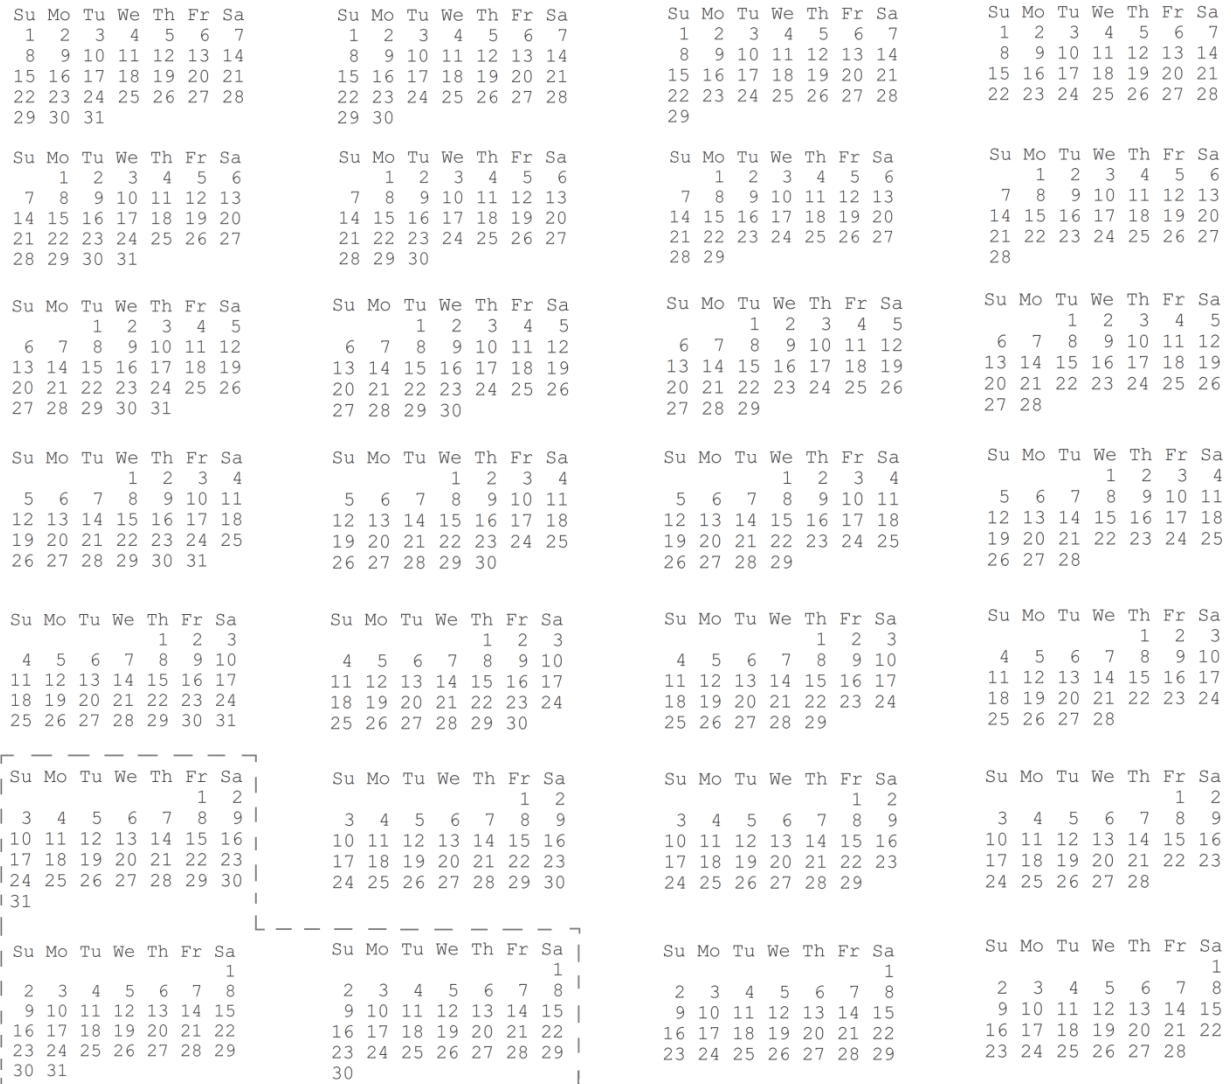 Su Mo Tu We Th Fr Sa
1 2 3 4 5 6 7
8 9 10 11 12 13 14
15 16 17 18 19 20 21
22 23 24 25 26 27 28
29 30 31
Su Mo Tu We Th Fr Sa
1 2 3 4 5 6 7
8 9 10 11 12 13 14
15 16 17 18 19 20 21
22 23 24 25 26 27 28
29 30
Su Mo Tu We Th Fr Sa
1 2 3 4 5 6 7
8 9 10 11 12 13 14
15 16 17 18 19 20 21
22 23 24 25 26 27 28
29
Su Mo Tu We Th Fr Sa
1 2 3 4 5 6 7
8 9 10 11 12 13 14
15 16 17 18 19 20 21
22 23 24 25 26 27 28
Su Mo Tu We Th Fr Sa
1 2 3 4 5 6
7 8 9 10 11 12 13
14 15 16 17 18 19 20
21 22 23 24 25 26 27
28 29 30 31
Su Mo Tu We Th Fr Sa
1 2 3 4 5 6
7 8 9 10 11 12 13
14 15 16 17 18 19 20
21 22 23 24 25 26 27
28 29 30
Su Mo Tu We Th Fr Sa
1 2 3 4 5 6
7 8 9 10 11 12 13
14 15 16 17 18 19 20
21 22 23 24 25 26 27
28 29
Su Mo Tu We Th Fr Sa
1 2 3 4 5 6
7 8 9 10 11 12 13
14 15 16 17 18 19 20
21 22 23 24 25 26 27
28
Su Mo Tu We Th Fr Sa
1 2 3 4 5
6 7 8 9 10 11 12
13 14 15 16 17 18 19
20 21 22 23 24 25 26
27 28 29 30 31
Su Mo Tu We Th Fr Sa
1 2 3 4 5
6 7 8 9 10 11 12
13 14 15 16 17 18 19
20 21 22 23 24 25 26
27 28 29 30
Su Mo Tu We Th Fr Sa
1 2 3 4 5
6 7 8 9 10 11 12
13 14 15 16 17 18 19
20 21 22 23 24 25 26
27 28 29
Su Mo Tu We Th Fr Sa
1 2 3 4 5
6 7 8 9 10 11 12
13 14 15 16 17 18 19
20 21 22 23 24 25 26
27 28
Su Mo Tu We Th Fr Sa
1 2 3 4
5 6 7 8 9 10 11
12 13 14 15 16 17 18
19 20 21 22 23 24 25
26 27 28 29 30 31
Su Mo Tu We Th Fr Sa
1 2 3 4
5 6 7 8 9 10 11
12 13 14 15 16 17 18
19 20 21 22 23 24 25
26 27 28 29 30
Su Mo Tu We Th Fr Sa
1 2 3 4
5 6 7 8 9 10 11
12 13 14 15 16 17 18
19 20 21 22 23 24 25
26 27 28 29
Su Mo Tu We Th Fr Sa
1 2 3 4
5 6 7 8 9 10 11
12 13 14 15 16 17 18
19 20 21 22 23 24 25
26 27 28
Su Mo Tu We Th Fr Sa
1 2 3
4 5 6 7 8 9 10
11 12 13 14 15 16 17
18 19 20 21 22 23 24
25 26 27 28 29 30 31
Su Mo Tu We Th Fr Sa
1 2 3
4 5 6 7 8 9 10
11 12 13 14 15 16 17
18 19 20 21 22 23 24
25 26 27 28 29 30
Su Mo Tu We Th Fr Sa
1 2 3
4 5 6 7 8 9 10
11 12 13 14 15 16 17
18 19 20 21 22 23 24
25 26 27 28 29
Su Mo Tu We Th Fr Sa
1 2 3
4 5 6 7 8 9 10
11 12 13 14 15 16 17
18 19 20 21 22 23 24
25 26 27 28
Su Mo Tu We Th Fr Sa
1 2
3 4 5 6 7 8 9
10 11 12 13 14 15 16
17 18 19 20 21 22 23
24 25 26 27 28 29 30
31
Su Mo Tu We Th Fr Sa
1 2
3 4 5 6 7 8 9
10 11 12 13 14 15 16
17 18 19 20 21 22 23
24 25 26 27 28 29 30
Su Mo Tu We Th Fr Sa
1 2
3 4 5 6 7 8 9
10 11 12 13 14 15 16
17 18 19 20 21 22 23
24 25 26 27 28 29
Su Mo Tu We Th Fr Sa
1 2
3 4 5 6 7 8 9
10 11 12 13 14 15 16
17 18 19 20 21 22 23
24 25 26 27 28
Su Mo Tu We Th Fr Sa
1
2 3 4 5 6 7 8
9 10 11 12 13 14 15
16 17 18 19 20 21 22
23 24 25 26 27 28 29
30 31
Su Mo Tu We Th Fr Sa
1
2 3 4 5 6 7 8
9 10 11 12 13 14 15
16 17 18 19 20 21 22
23 24 25 26 27 28 29
30
Su Mo Tu We Th Fr Sa
1
2 3 4 5 6 7 8
9 10 11 12 13 14 15
16 17 18 19 20 21 22
23 24 25 26 27 28 29
Su Mo Tu We Th Fr Sa
1
2 3 4 5 6 7 8
9 10 11 12 13 14 15
16 17 18 19 20 21 22
23 24 25 26 27 28